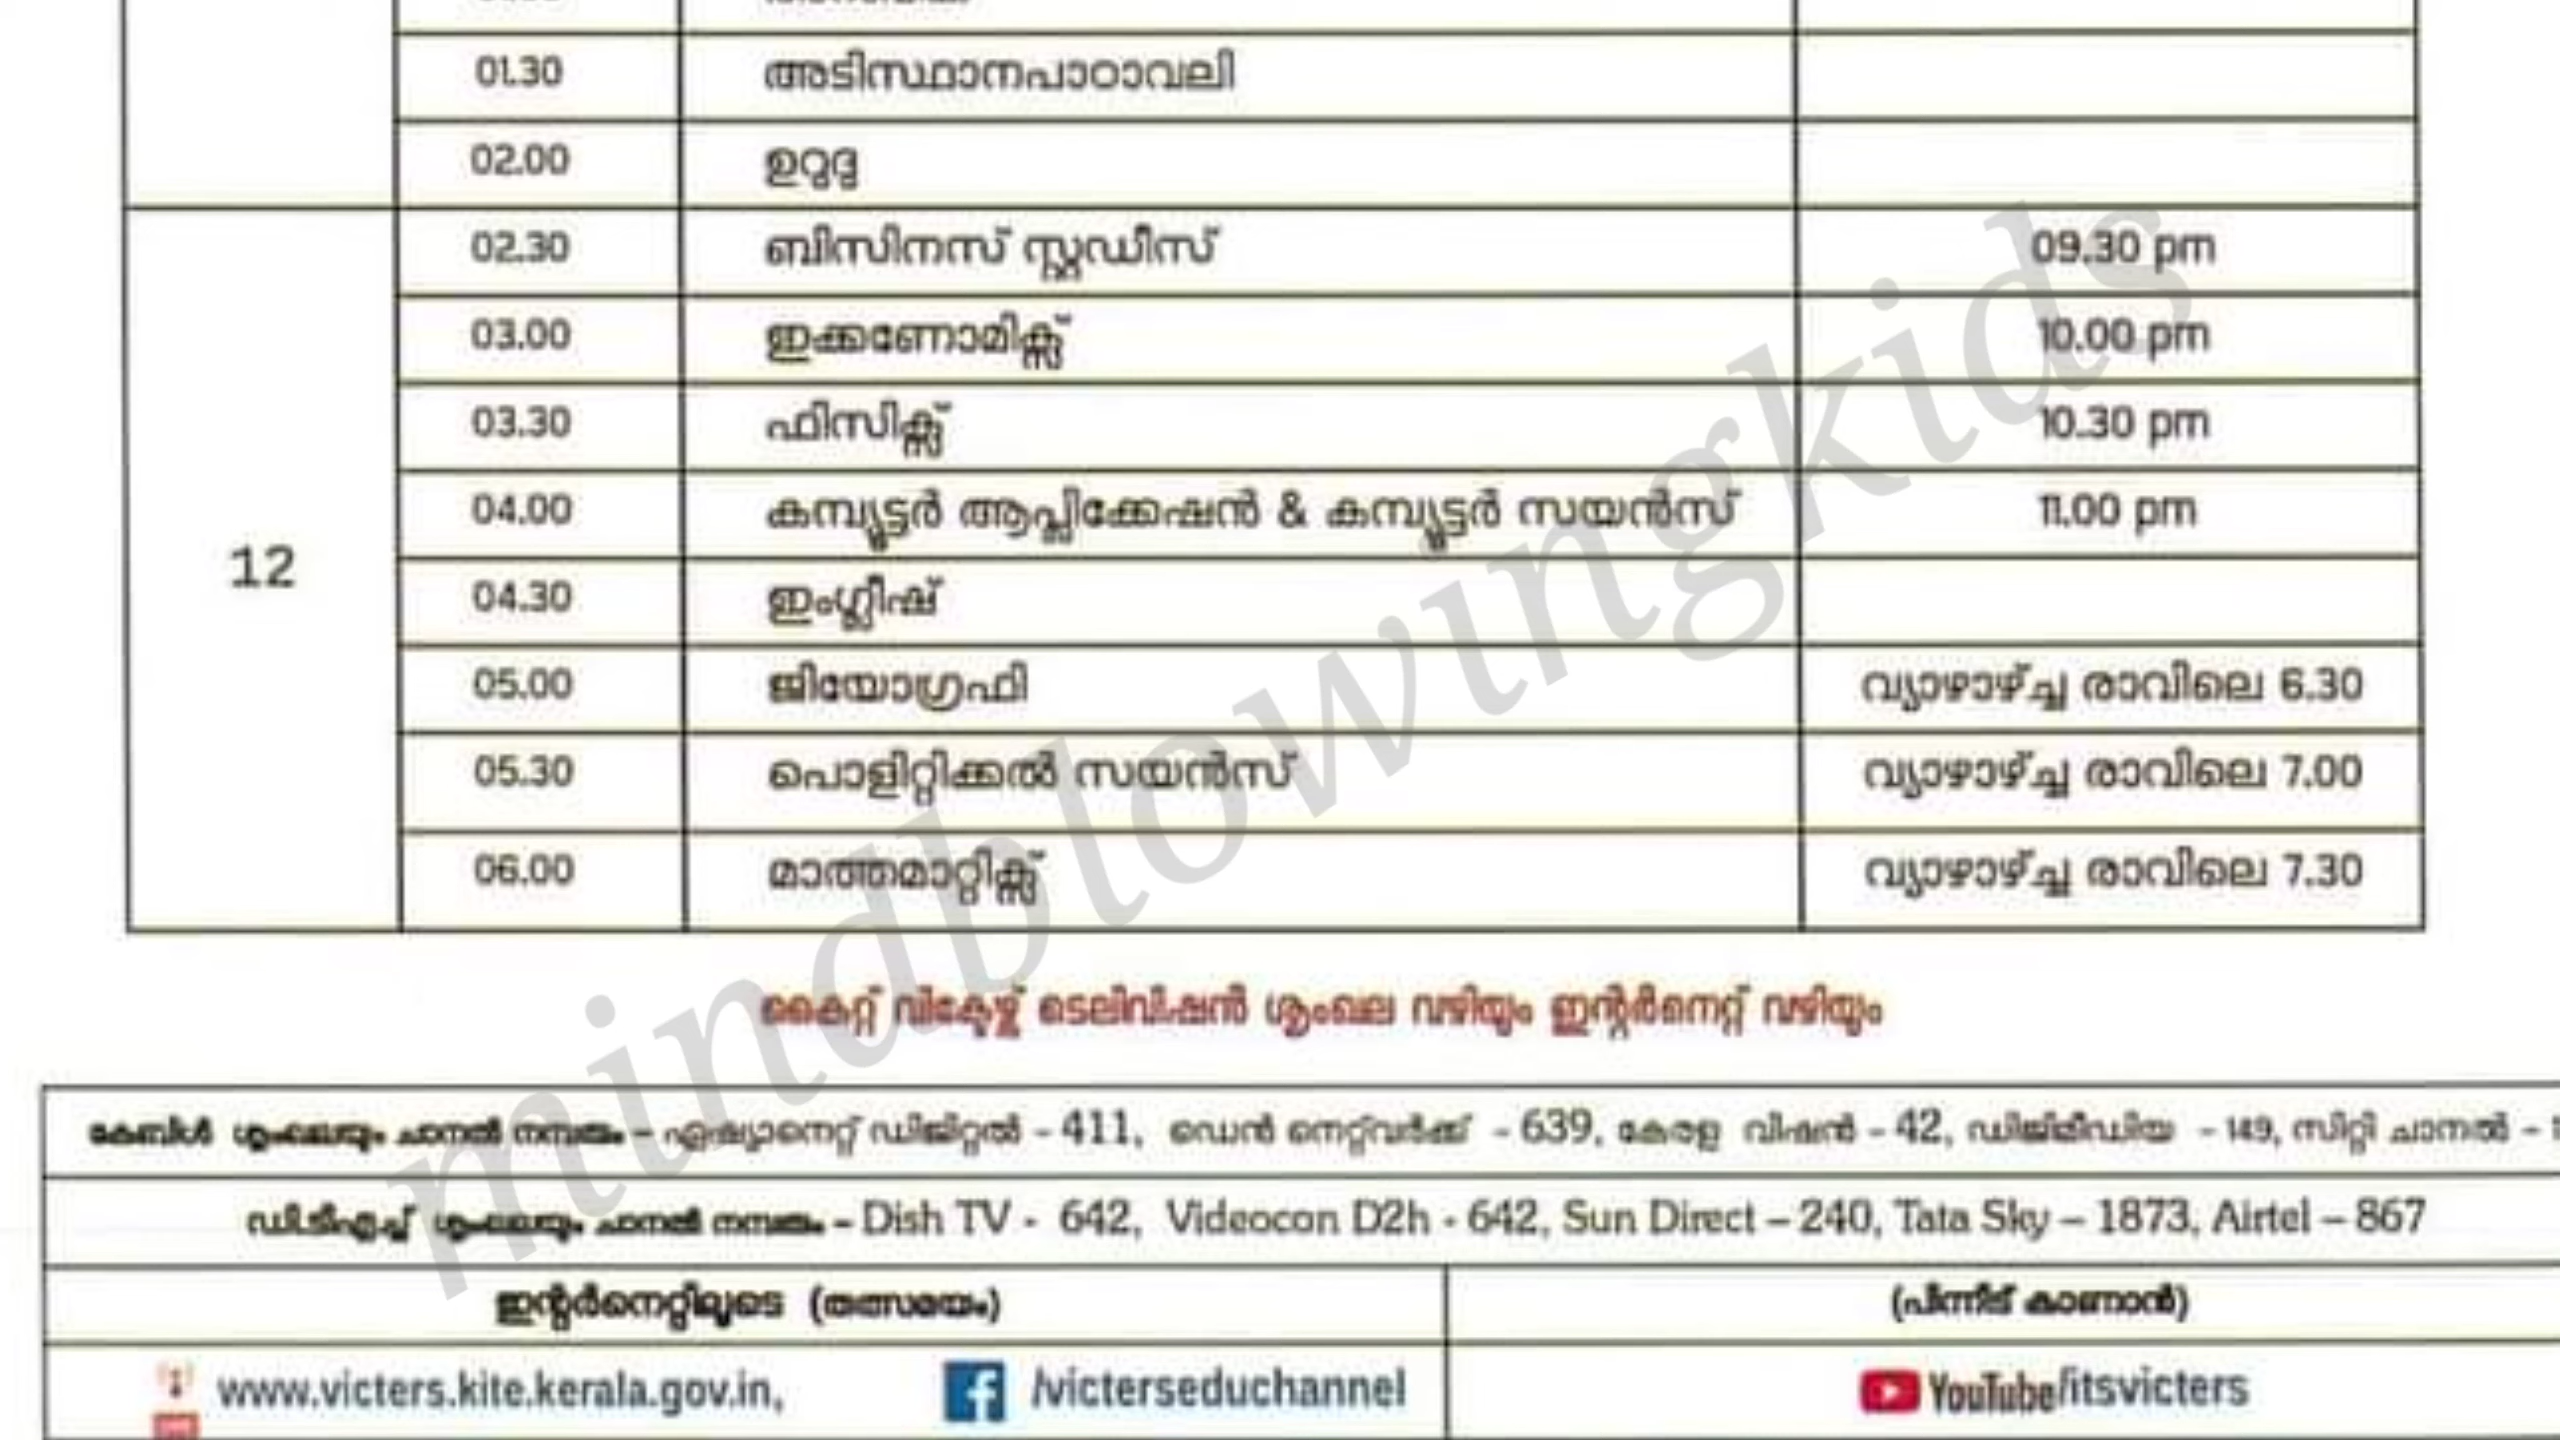 01.30 അടിസ്ഥാനപാഠാവലി
02.00 ഉറുദു
02.30 ബിസിനസ് സ്റ്റഡീസ് 09.30 pm
03.00 ഇക്കണോമിക്സ് 10.00 pm
03.30 ഫിസിക്സ് 10.30 pm
04.00 കമ്പ്യൂട്ടർ ആപ്ലിക്കേഷൻ & കമ്പ്യൂട്ടർ സയൻസ് 11.00 pm
12
04.30 ഇംഗ്ലീഷ്
05.00 ജിയോഗ്രഫി വ്യാഴാഴ്ച്ച രാവിലെ 6.30
05.30 പൊളിറ്റിക്കൽ സയൻസ് വ്യാഴാഴ്ച്ച രാവിലെ 7.00
06.00 മാത്തമാറ്റിക്സ് വ്യാഴാഴ്ച്ച രാവിലെ 7.30
കൈറ്റ് വിക്ടേഴ്സ് ടെലിവിഷൻ ശൃംഖല വഴിയും ഇന്റർനെറ്റ് വഴിയും
കേബിൾ ശൃംഖലയും ചാനൽ നമ്പരും – ഏഷ്യാനെറ്റ് ഡിജിറ്റൽ - 411, ഡെൻ നെറ്റ്‌വർക്ക് - 639, കേരള വിഷൻ - 42, ഡിജിമീഡിയ - 149, സിറ്റി ചാനൽ -
ഡി.ടി.എച്ച് ശൃംഖലയും ചാനൽ നമ്പരും – Dish TV - 642, Videocon D2h - 642, Sun Direct – 240, Tata Sky – 1873, Airtel – 867
ഇന്റർനെറ്റിലൂടെ (തത്സമയം) (പിന്നീട് കാണാൻ)
www.victers.kite.kerala.gov.in, /victerseduchannel YouTube/itsvicters
mindblowingkids